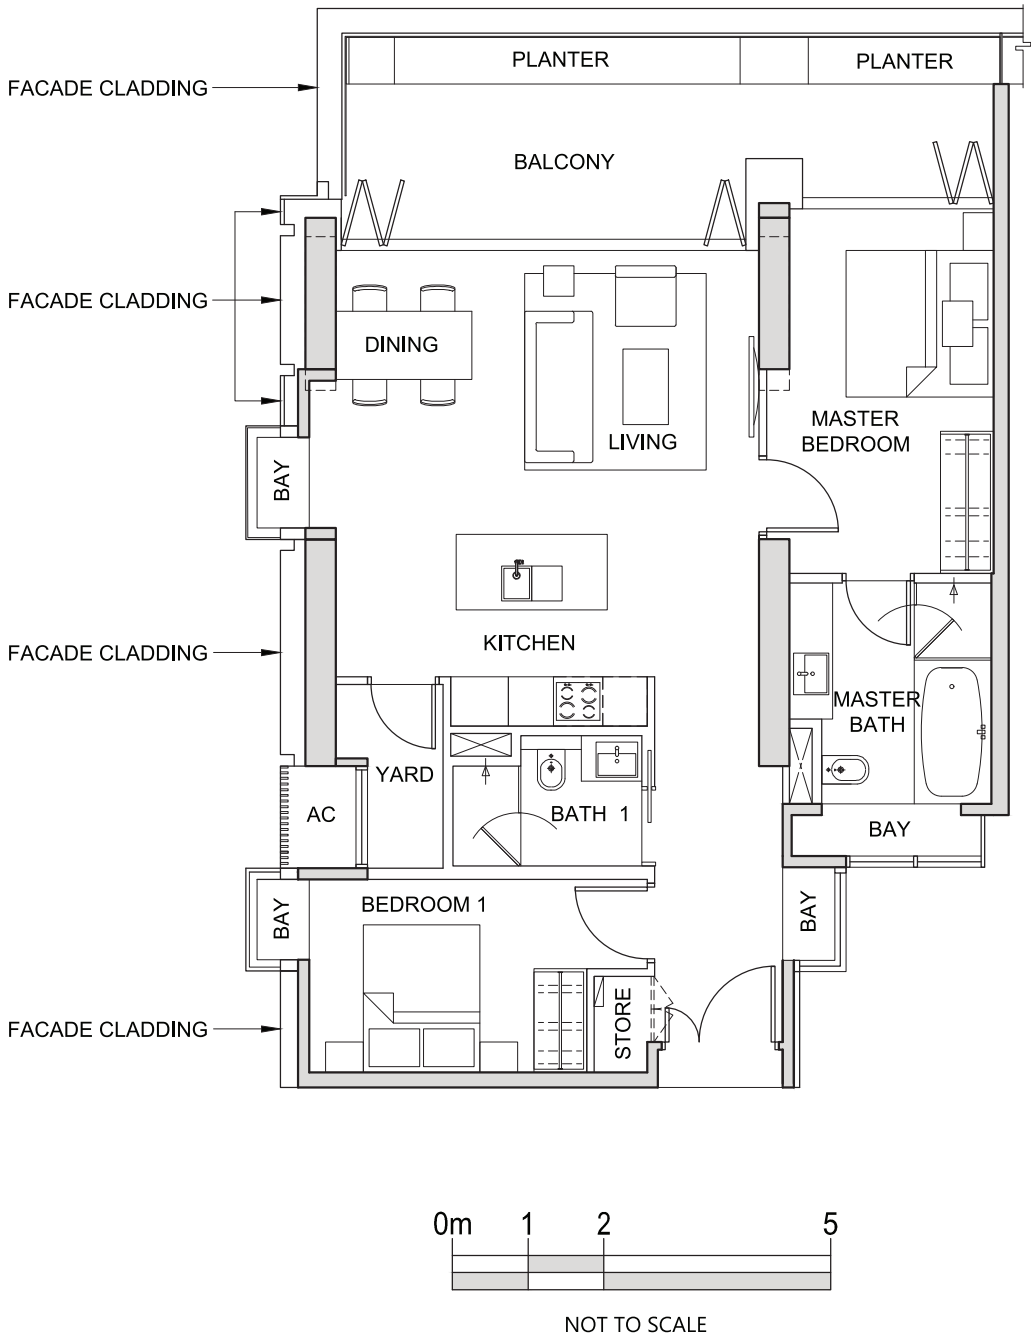 PLANTER
PLANTER
FACADE CLADDING
BALCONY
FACADE CLADDING
DINING
MASTER
BEDROOM
LIVING
BAY
KITCHEN
FACADE CLADDING
MASTER
BATH
YARD
AC
BATH 1
BAY
BEDROOM 1
BAY
BAY
STORE
FACADE CLADDING
0m 1 2 5
NOT TO SCALE